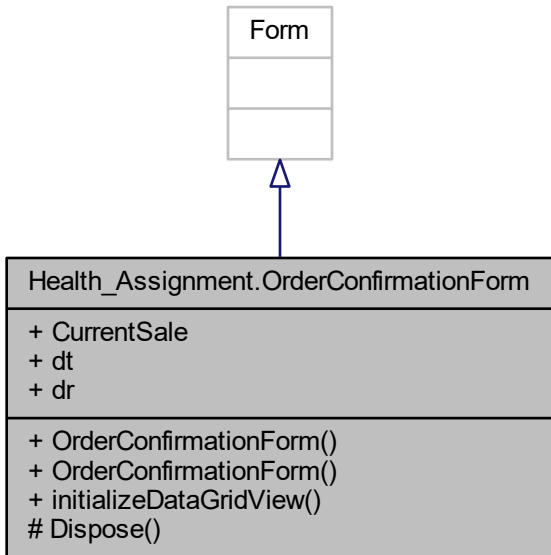 Form
Health_Assignment.OrderConfirmationForm
+ CurrentSale
+ dt
+ dr
+ OrderConfirmationForm()
+ OrderConfirmationForm()
+ initializeDataGridView()
# Dispose()